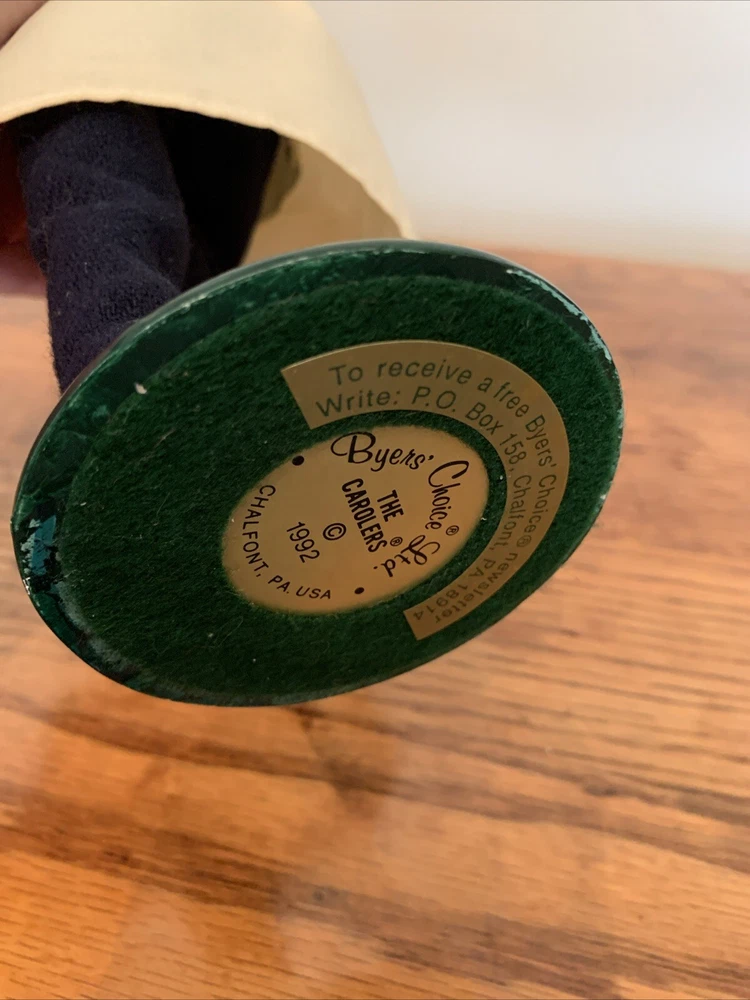 To receive a free Byers' Choice® newsletter
Write: P.O. Box 158, Chalfont, PA 18914
Byers' Choice® Ltd.
THE
CAROLERS®
©
1992
CHALFONT, PA. USA